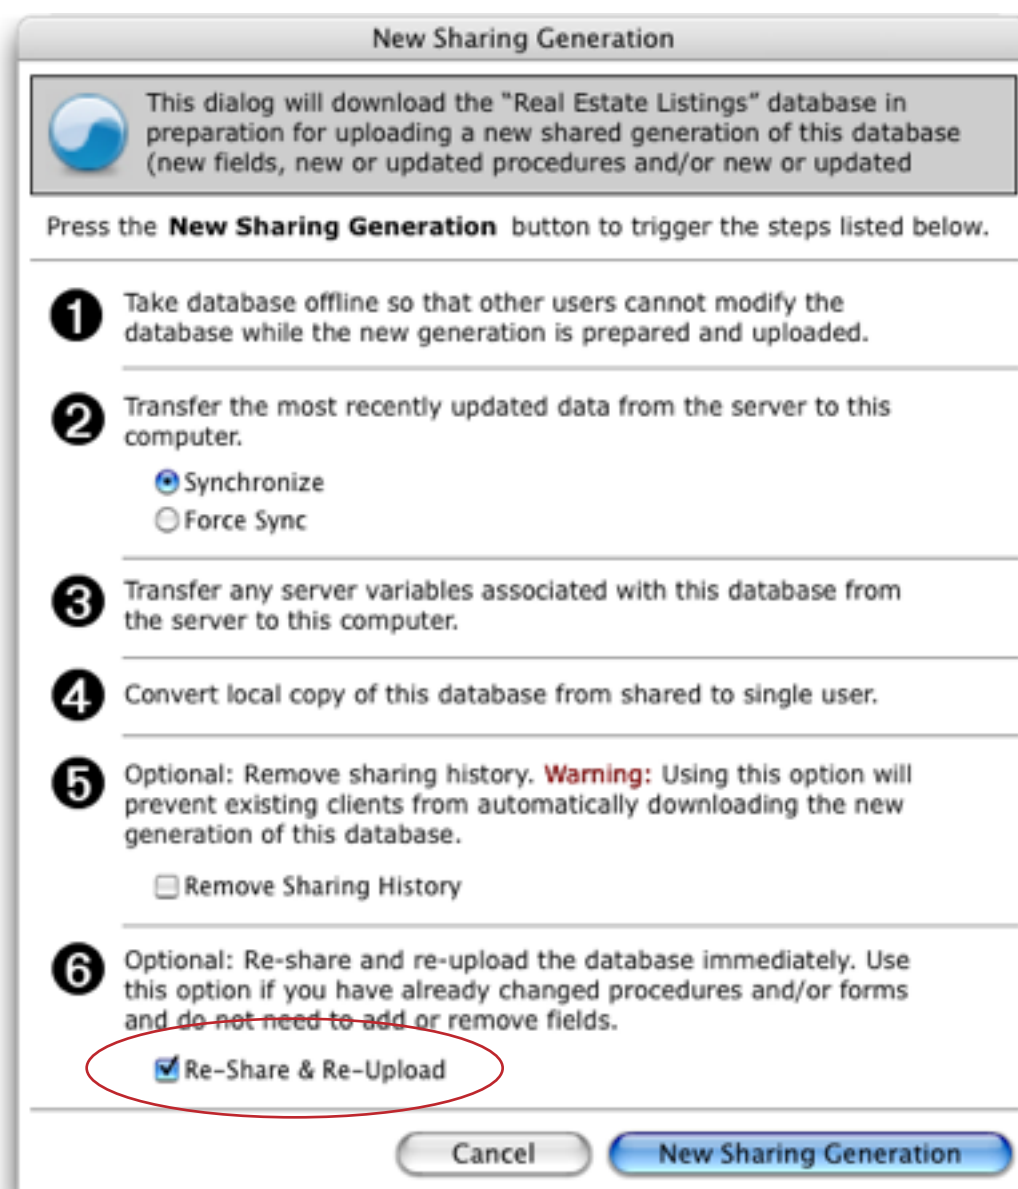 New Sharing Generation
This dialog will download the “Real Estate Listings” database in
preparation for uploading a new shared generation of this database
(new fields, new or updated procedures and/or new or updated
Press the New Sharing Generation button to trigger the steps listed below.
1 Take database offline so that other users cannot modify the
database while the new generation is prepared and uploaded.
2 Transfer the most recently updated data from the server to this
computer.
Synchronize
Force Sync
3 Transfer any server variables associated with this database from
the server to this computer.
4 Convert local copy of this database from shared to single user.
5 Optional: Remove sharing history. Warning: Using this option will
prevent existing clients from automatically downloading the new
generation of this database.
Remove Sharing History
6 Optional: Re-share and re-upload the database immediately. Use
this option if you have already changed procedures and/or forms
and do not need to add or remove fields.
Re-Share & Re-Upload
Cancel New Sharing Generation